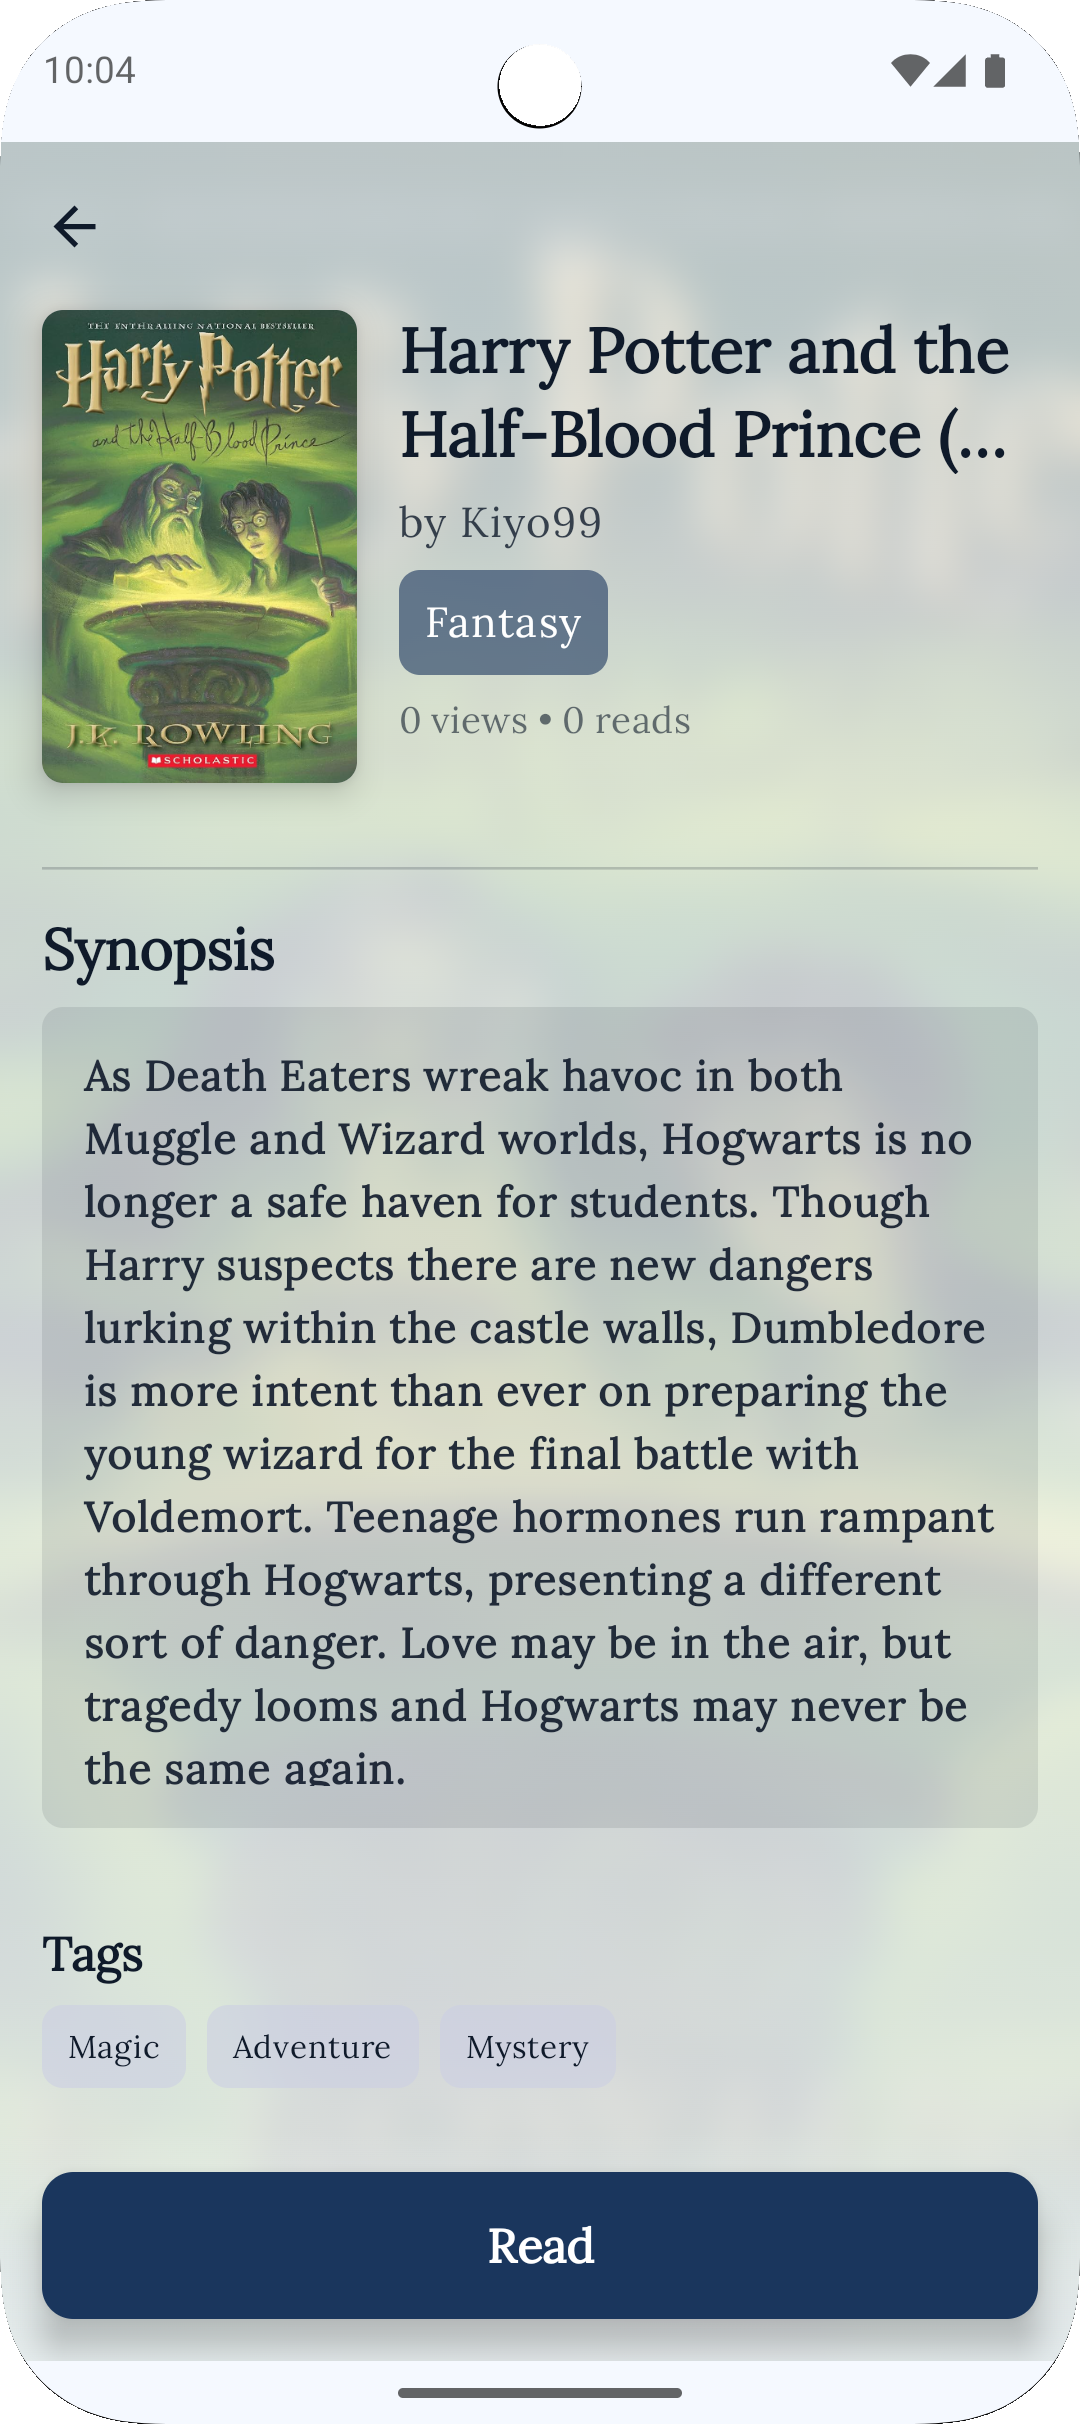 10:04
THE ENTHRALLING NATIONAL BESTSELLER
Harry Potter
and the Half-Blood Prince
J.K. ROWLING
SCHOLASTIC
Harry Potter and the
Half-Blood Prince (...
by Kiyo99
Fantasy
0 views • 0 reads
Synopsis
As Death Eaters wreak havoc in both
Muggle and Wizard worlds, Hogwarts is no
longer a safe haven for students. Though
Harry suspects there are new dangers
lurking within the castle walls, Dumbledore
is more intent than ever on preparing the
young wizard for the final battle with
Voldemort. Teenage hormones run rampant
through Hogwarts, presenting a different
sort of danger. Love may be in the air, but
tragedy looms and Hogwarts may never be
the same again.
Tags
Magic
Adventure
Mystery
Read